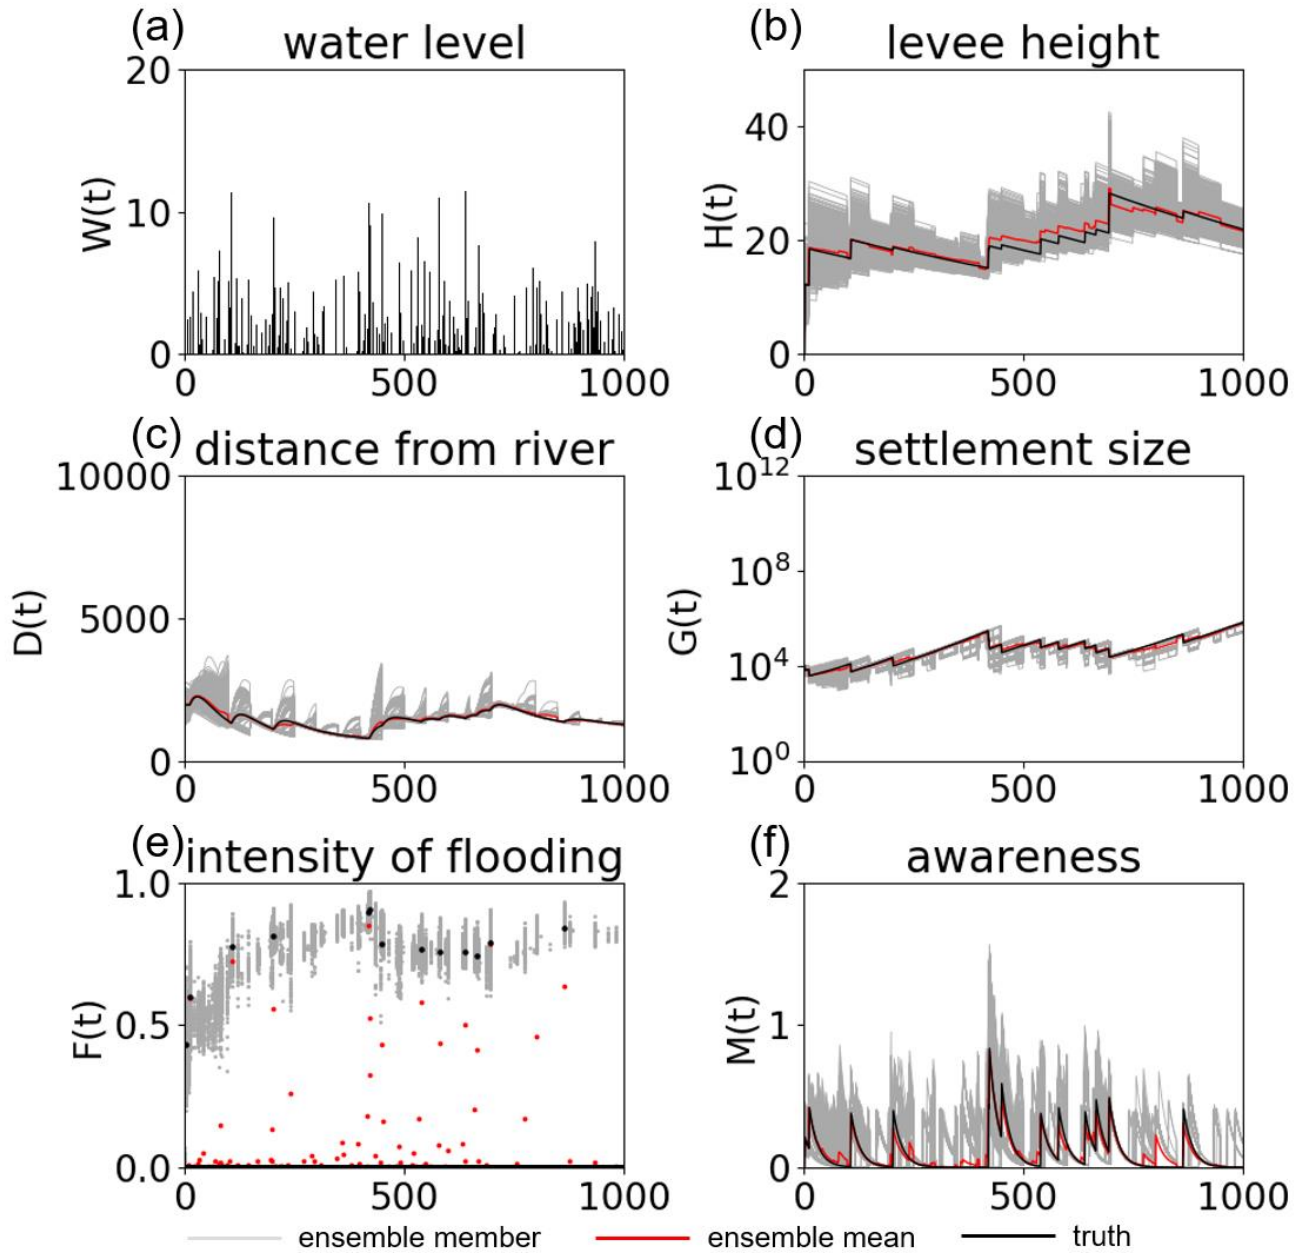 (a) water level
W(t)
20
10
0
0 500 1000
(b) levee height
H(t)
40
20
0
0 500 1000
(c) distance from river
D(t)
10000
5000
0
0 500 1000
(d) settlement size
G(t)
10^12
10^8
10^4
10^0
0 500 1000
(e) intensity of flooding
F(t)
1.0
0.5
0.0
0 500 1000
(f) awareness
M(t)
2
1
0
0 500 1000
ensemble member ensemble mean truth